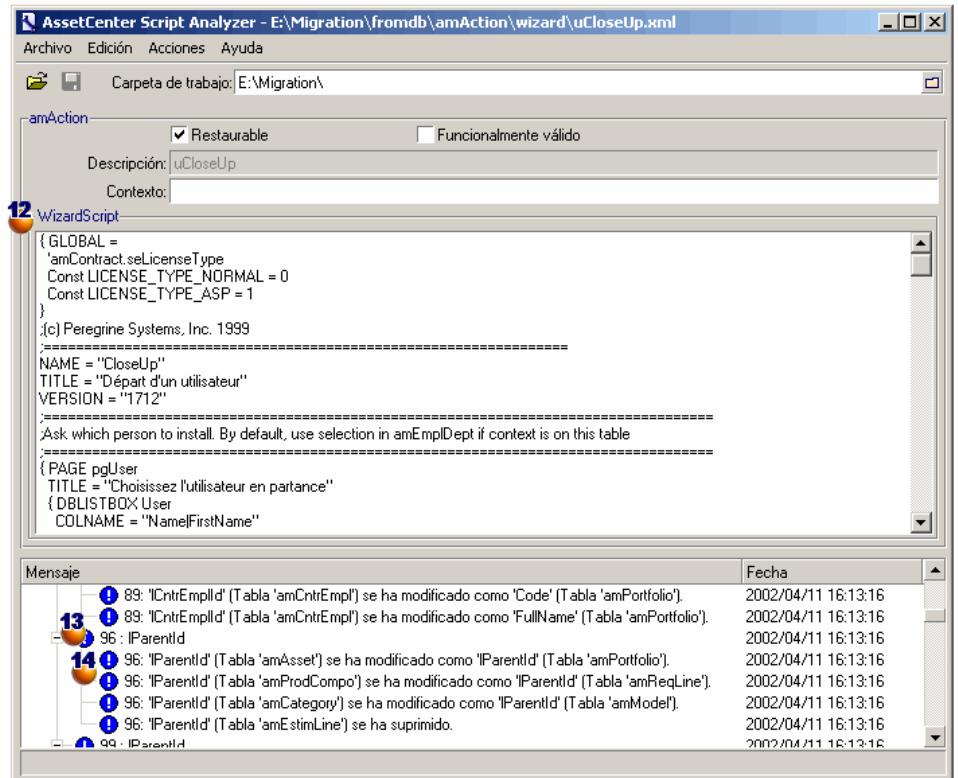 AssetCenter Script Analyzer - E:\Migration\fromdb\amAction\wizard\uCloseUp.xml
Archivo Edición Acciones Ayuda
Carpeta de trabajo: E:\Migration\
amAction
Restaurable Funcionalmente válido
Descripción: uCloseUp
Contexto:
12 WizardScript
{ GLOBAL =
'amContract.seLicenseType
Const LICENSE_TYPE_NORMAL = 0
Const LICENSE_TYPE_ASP = 1
}
;(c) Peregrine Systems, Inc. 1999
;==================================================================
NAME = "CloseUp"
TITLE = "Départ d'un utilisateur"
VERSION = "1712"
;=====================================================================================
;Ask which person to install. By default, use selection in amEmplDept if context is on this table
;=====================================================================================
{ PAGE pgUser
TITLE = "Choisissez l'utilisateur en partance"
{ DBLISTBOX User
COLNAME = "Name|FirstName"
Mensaje Fecha
89: 'lCntrEmplId' (Tabla 'amCntrEmpl') se ha modificado como 'Code' (Tabla 'amPortfolio'). 2002/04/11 16:13:16
89: 'lCntrEmplId' (Tabla 'amCntrEmpl') se ha modificado como 'FullName' (Tabla 'amPortfolio'). 2002/04/11 16:13:16
13 96 : lParentId 2002/04/11 16:13:16
14 96: 'lParentId' (Tabla 'amAsset') se ha modificado como 'lParentId' (Tabla 'amPortfolio'). 2002/04/11 16:13:16
96: 'lParentId' (Tabla 'amProdCompo') se ha modificado como 'lParentId' (Tabla 'amReqLine'). 2002/04/11 16:13:16
96: 'lParentId' (Tabla 'amCategory') se ha modificado como 'lParentId' (Tabla 'amModel'). 2002/04/11 16:13:16
96: 'lParentId' (Tabla 'amEstimLine') se ha suprimido. 2002/04/11 16:13:16
99 : lParentId 2002/04/11 16:13:16